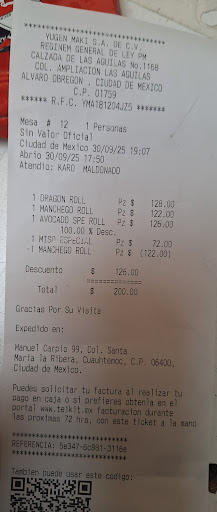 ****************************
YUGEN MAKI S.A. DE C.V.
REGIMEN GENERAL DE LEY PM
CALZADA DE LAS AGUILAS No.1168
COL. AMPLIACION LAS AGUILAS
ALVARO OBREGON , CIUDAD DE MEXICO
C.P. 01759
****** R.F.C. YMA181204JZ5 ******
Mesa # 12 1 Personas
Sin Valor Oficial
Ciudad de Mexico 30/09/25 19:07
Abrio 30/09/25 17:50
Atendio: KARO MALDONADO
1 DRAGON ROLL Pz $ 128.00
1 MANCHEGO ROLL Pz $ 122.00
1 AVOCADO SPE ROLL Pz $ 126.00
100.00 % Desc.
1 MISO ESPECIAL Pz $ 72.00
-1 MANCHEGO ROLL Pz $ (122.00)
Descuento $ 126.00
==============
Total $ 200.00
Gracias Por Su Visita
Expedido en:
Manuel Carpio 99, Col. Santa
Maria la Ribera, Cuauhtemoc, C.P. 06400,
Ciudad de Mexico.
Puedes solicitar tu factura al realizar tu
pago en caja o si prefieres obtenla en el
portal www.telkit.mx facturacion durante
las proximas 72 hrs. con este ticket a la mano
****************************
REFERENCIA: 5e347-6c981-3116e
****************************
Tambien puede usar este codigo: